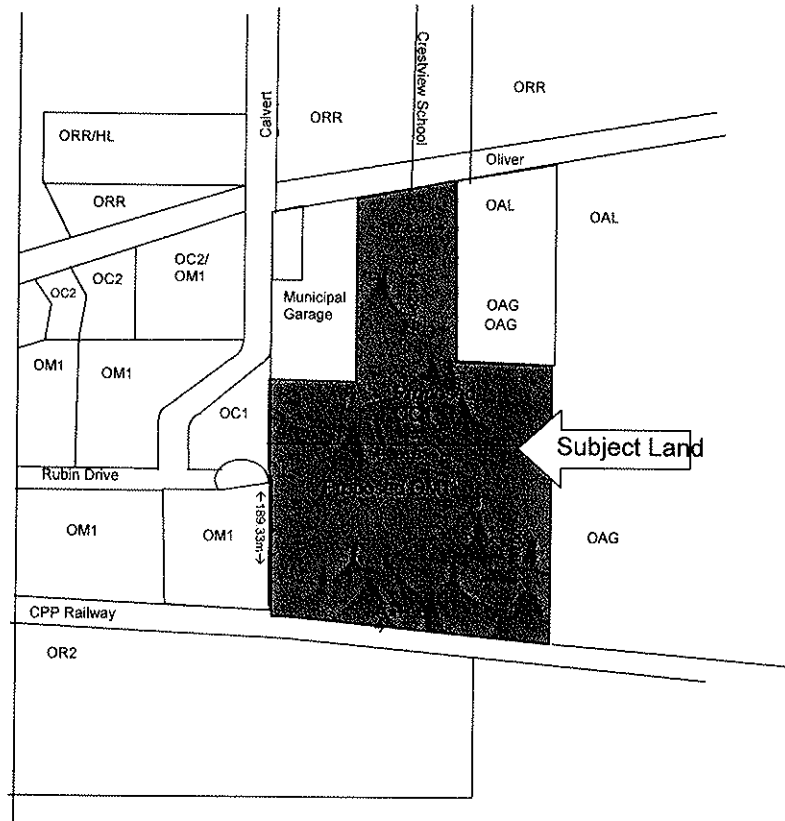 Calvert
Crestview School
ORR/HL
ORR
ORR
ORR
Oliver
OAL
OAL
OC2/
OM1
OC2
OC2
Municipal
Garage
OAG
OAG
OM1
OM1
OC1
Subject Land
Rubin Drive
OM1
OM1
←189.33m→
OAG
CPP Railway
OR2